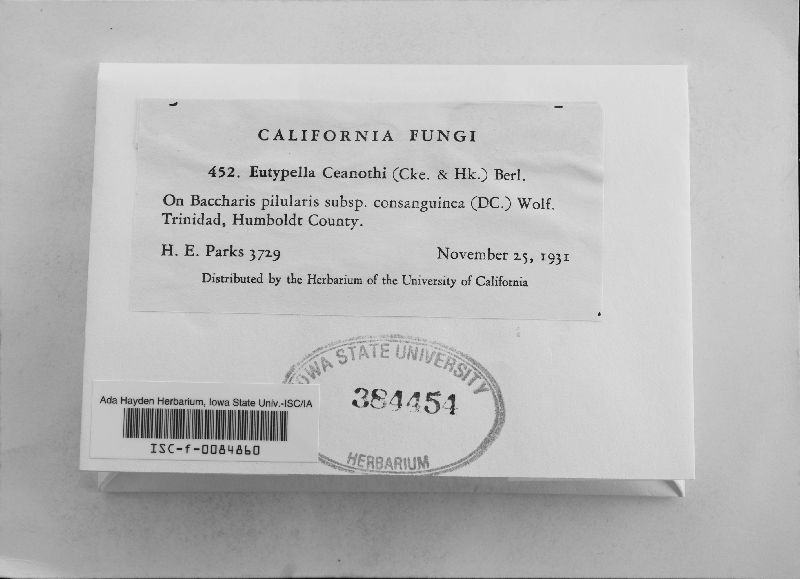 CALIFORNIA FUNGI
452. Eutypella Ceanothi (Cke. & Hk.) Berl.
On Baccharis pilularis subsp. consanguinea (DC.) Wolf.
Trinidad, Humboldt County.
H. E. Parks 3729 November 25, 1931
Distributed by the Herbarium of the University of California
IOWA STATE UNIVERSITY
384454
HERBARIUM
Ada Hayden Herbarium, Iowa State Univ.-ISC/IA
ISC-f-0084860